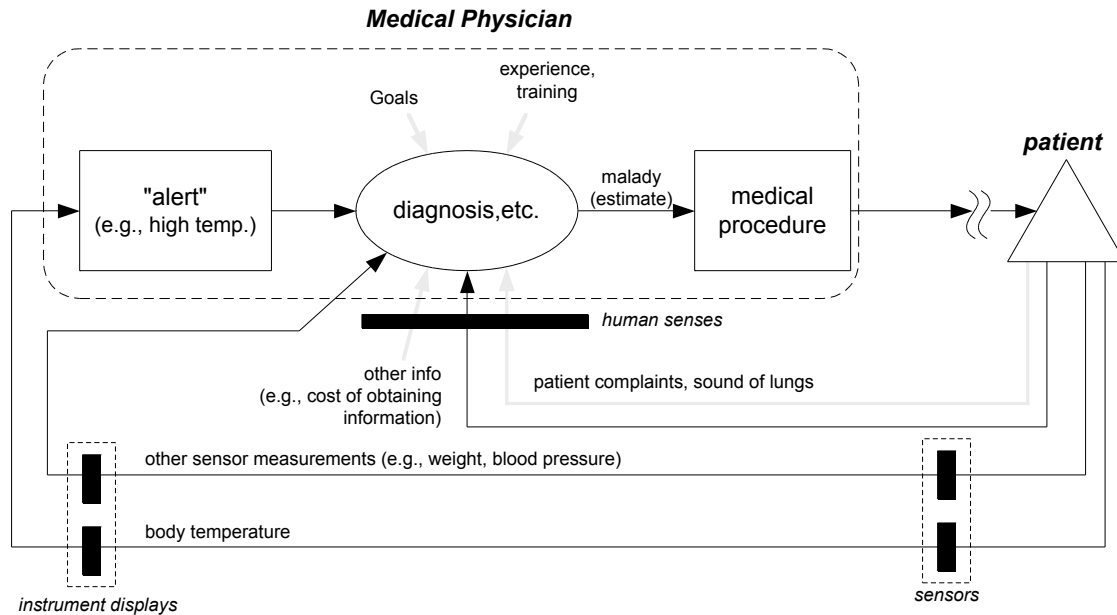 Medical Physician
experience,
training
Goals
patient
"alert"
(e.g., high temp.)
diagnosis,etc.
malady
(estimate)
medical
procedure
human senses
other info
(e.g., cost of obtaining
information)
patient complaints, sound of lungs
other sensor measurements (e.g., weight, blood pressure)
body temperature
instrument displays
sensors